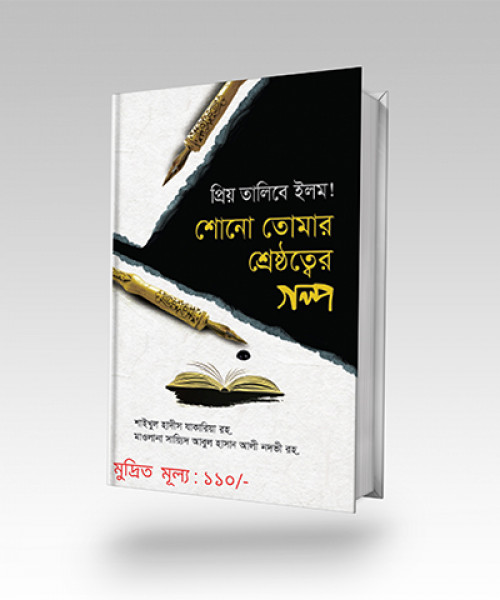 প্রিয় তালিবে ইলম!
শোনো তোমার
শ্রেষ্ঠত্বের
গল্প
শাইখুল হাদীস যাকারিয়া রহ.
মাওলানা সায়্যিদ আবুল হাসান আলী নদভী রহ.
মুদ্রিত মূল্য : ১১০/-